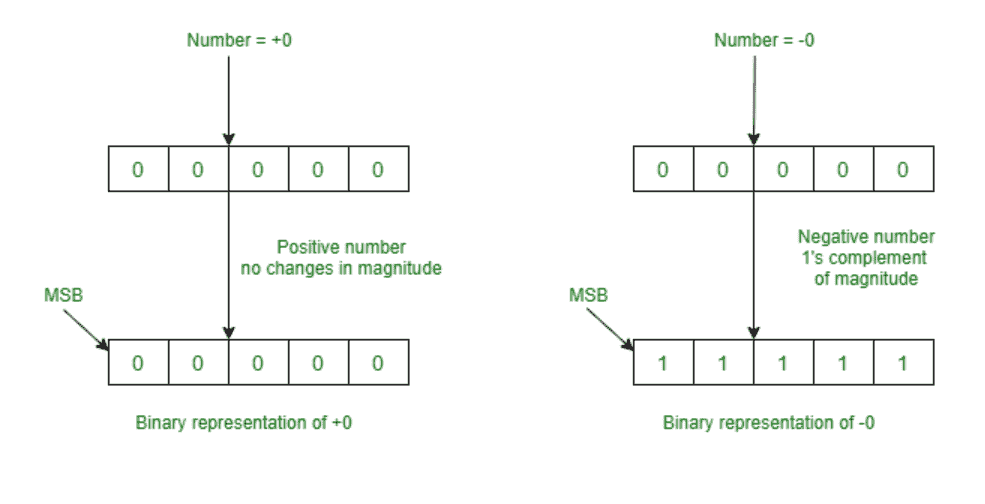 Number = +0
0 0 0 0 0
Positive number
no changes in magnitude
MSB
0 0 0 0 0
Binary representation of +0
Number = -0
0 0 0 0 0
Negative number
1's complement
of magnitude
MSB
1 1 1 1 1
Binary representation of -0